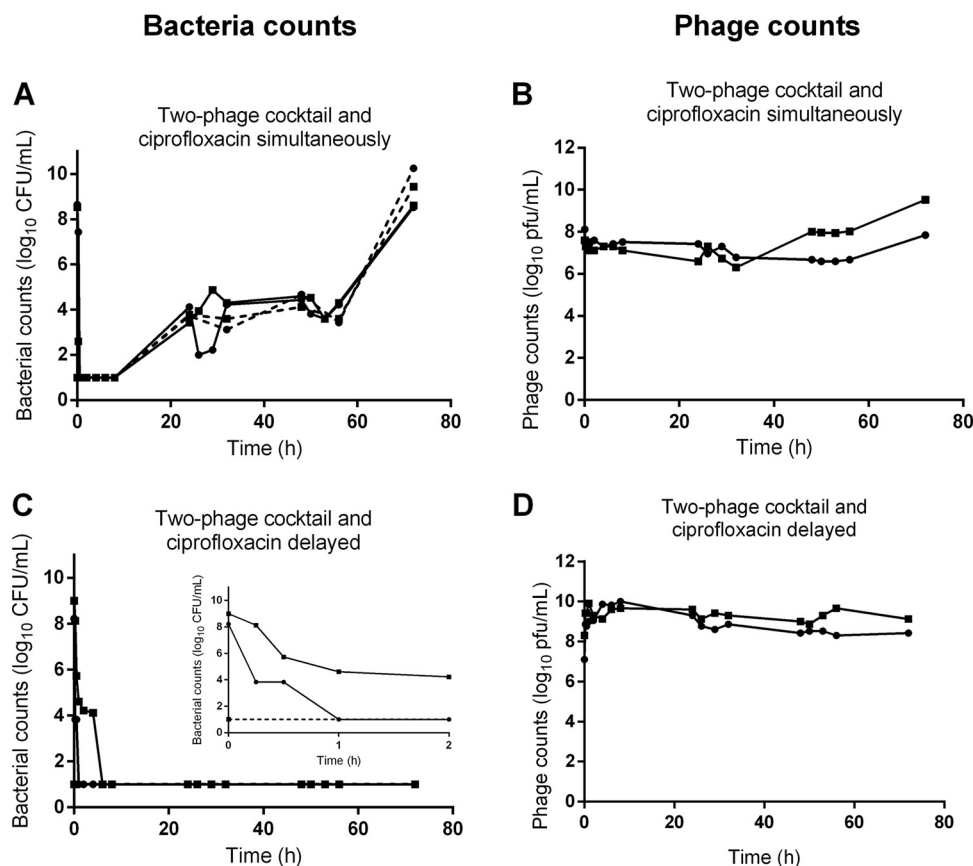 Bacteria counts
Phage counts
A
Two-phage cocktail and
ciprofloxacin simultaneously
Bacterial counts (log10 CFU/mL)
10
8
6
4
2
0
0 20 40 60 80
Time (h)
B
Two-phage cocktail and
ciprofloxacin simultaneously
Phage counts (log10 pfu/mL)
12
10
8
6
4
2
0
0 20 40 60 80
Time (h)
C
Two-phage cocktail and
ciprofloxacin delayed
Bacterial counts (log10 CFU/mL)
10
8
6
4
2
0
0 20 40 60 80
Time (h)
Bacterial counts (log10 CFU/mL)
10
8
6
4
2
0
0 1 2
Time (h)
D
Two-phage cocktail and
ciprofloxacin delayed
Phage counts (log10 pfu/mL)
12
10
8
6
4
2
0
0 20 40 60 80
Time (h)